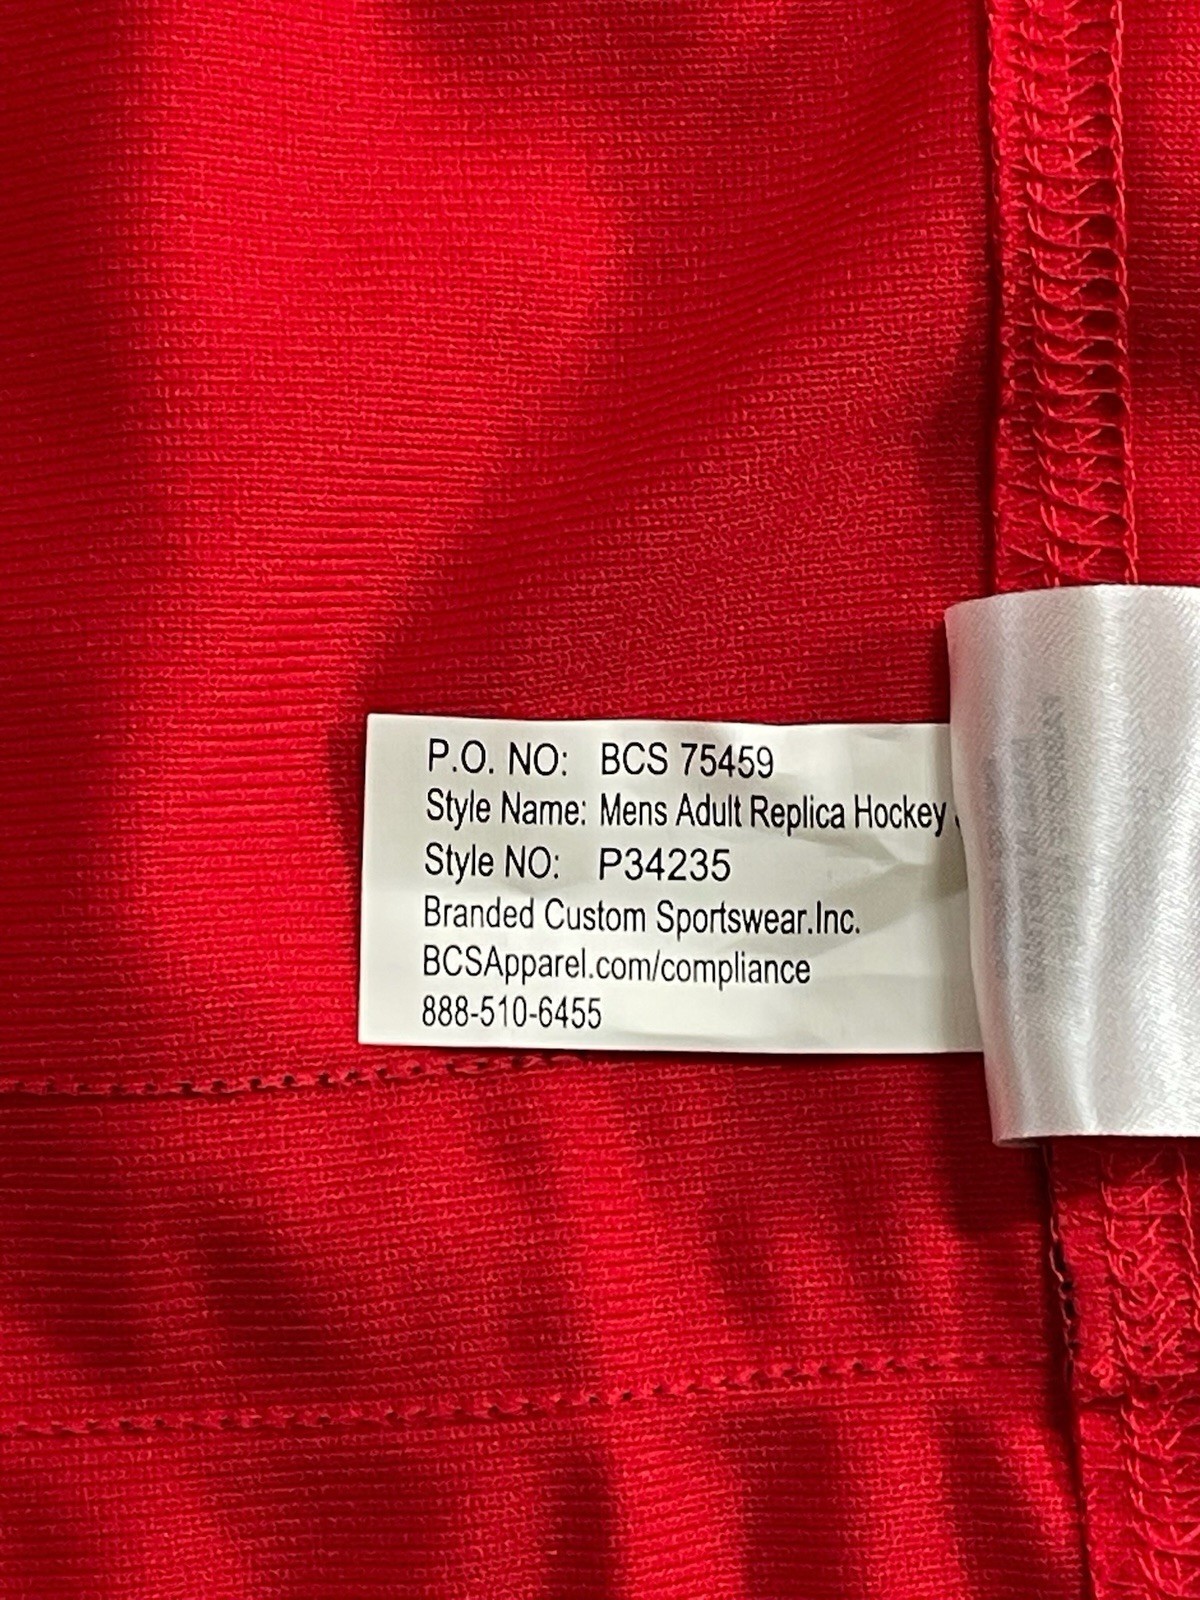 P.O. NO: BCS 75459
Style Name: Mens Adult Replica Hockey
Style NO: P34235
Branded Custom Sportswear.Inc.
BCSApparel.com/compliance
888-510-6455